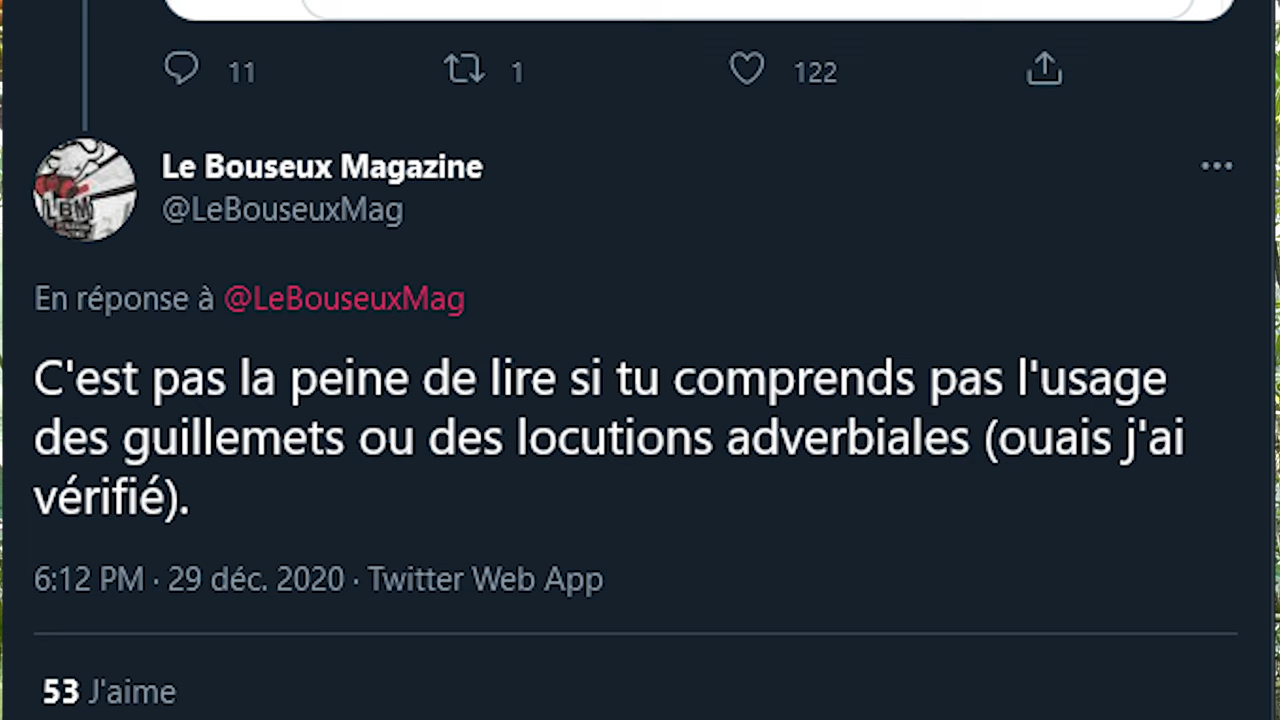 11 1 122
Le Bouseux Magazine
@LeBouseuxMag
LBM
En réponse à @LeBouseuxMag
C'est pas la peine de lire si tu comprends pas l'usage
des guillemets ou des locutions adverbiales (ouais j'ai
vérifié).
6:12 PM · 29 déc. 2020 · Twitter Web App
53 J'aime